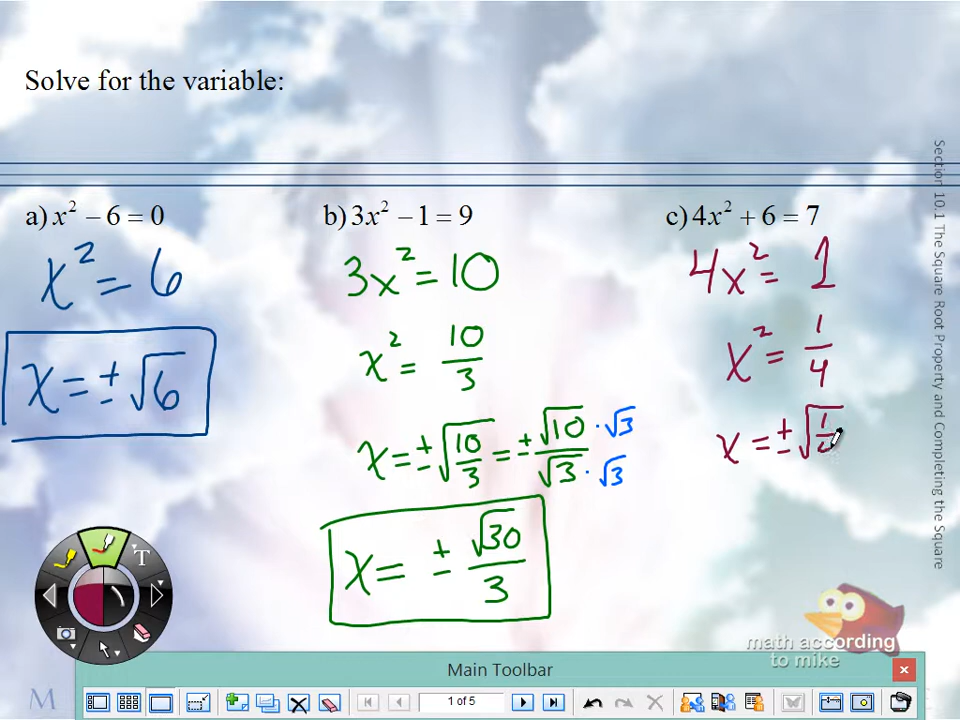 Solve for the variable:
a) x² − 6 = 0
x² = 6
x = ± √6
b) 3x² − 1 = 9
3x² = 10
x² = 10/3
x = ± √(10/3) = ± √10/√3 · √3 · √3
x = ± √30/3
c) 4x² + 6 = 7
4x² = 1
x² = 1/4
x = ± √(1/4
Section 10.1 The Square Root Property and Completing the Square
T
math according
to mike
Main Toolbar
M
1 of 5